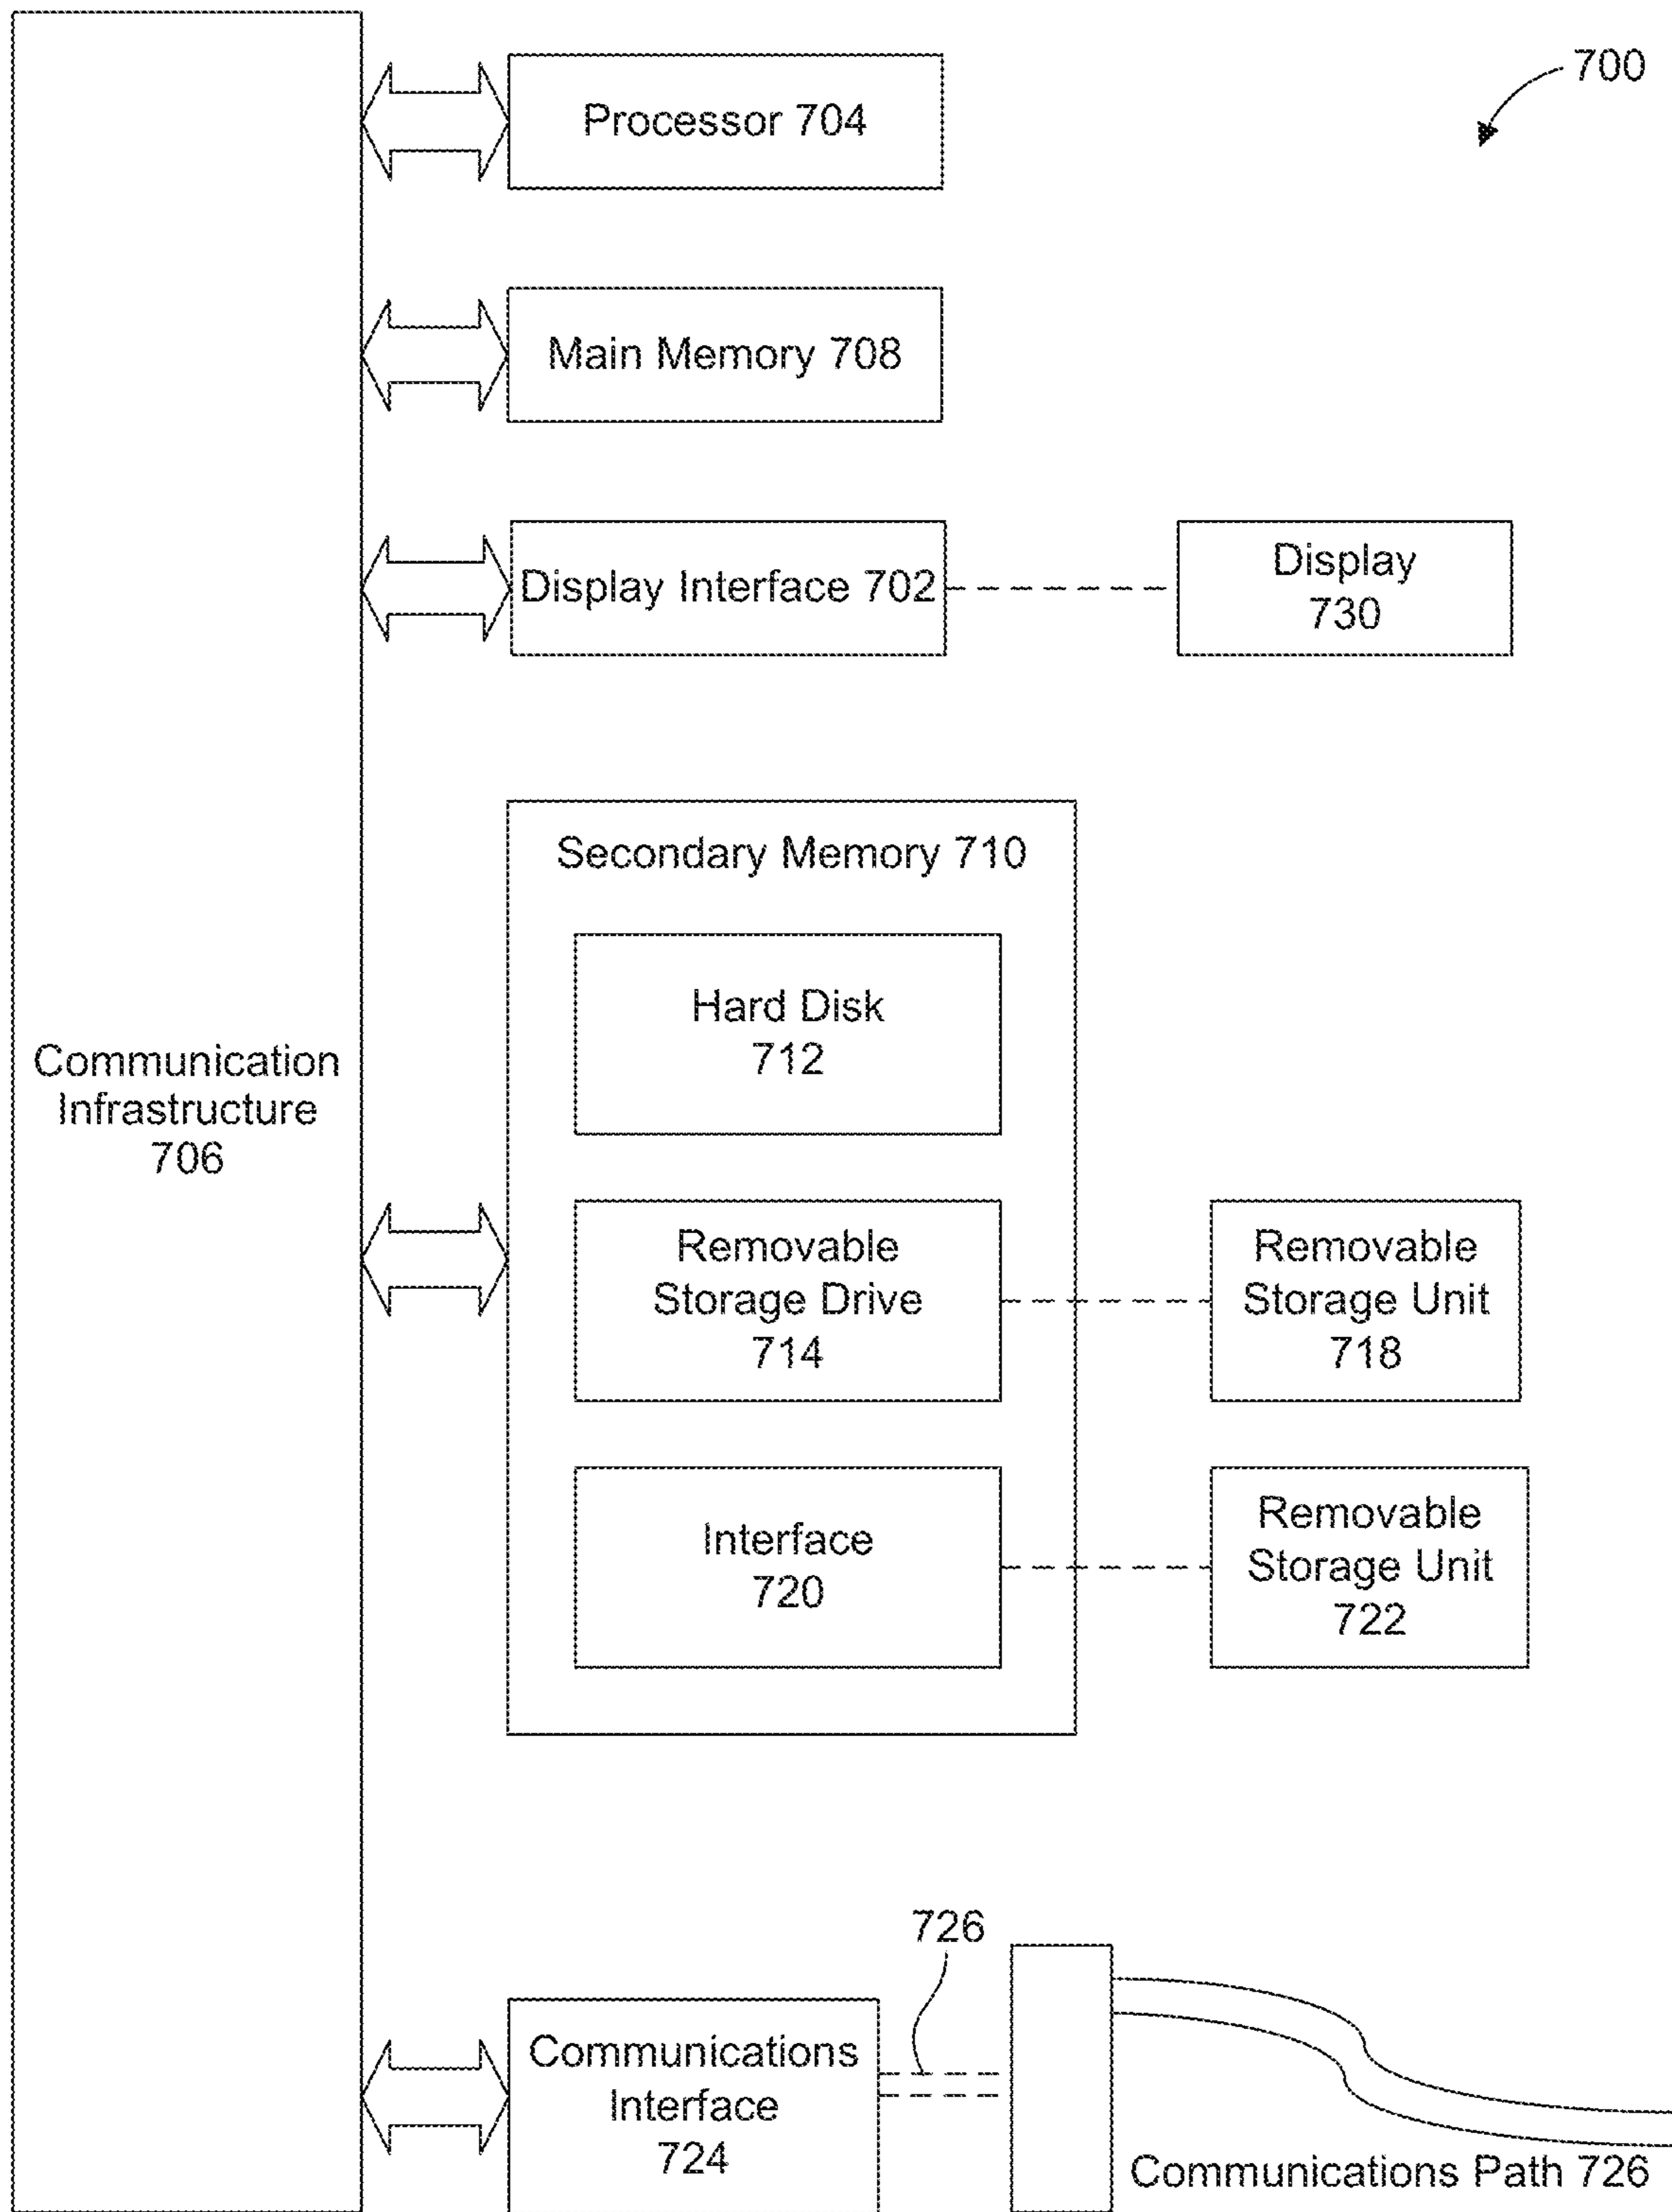 700
Processor 704
Main Memory 708
Display Interface 702
Display
730
Secondary Memory 710
Hard Disk
712
Communication
Infrastructure
706
Removable
Storage Drive
714
Removable
Storage Unit
718
Interface
720
Removable
Storage Unit
722
726
Communications
Interface
724
Communications Path 726